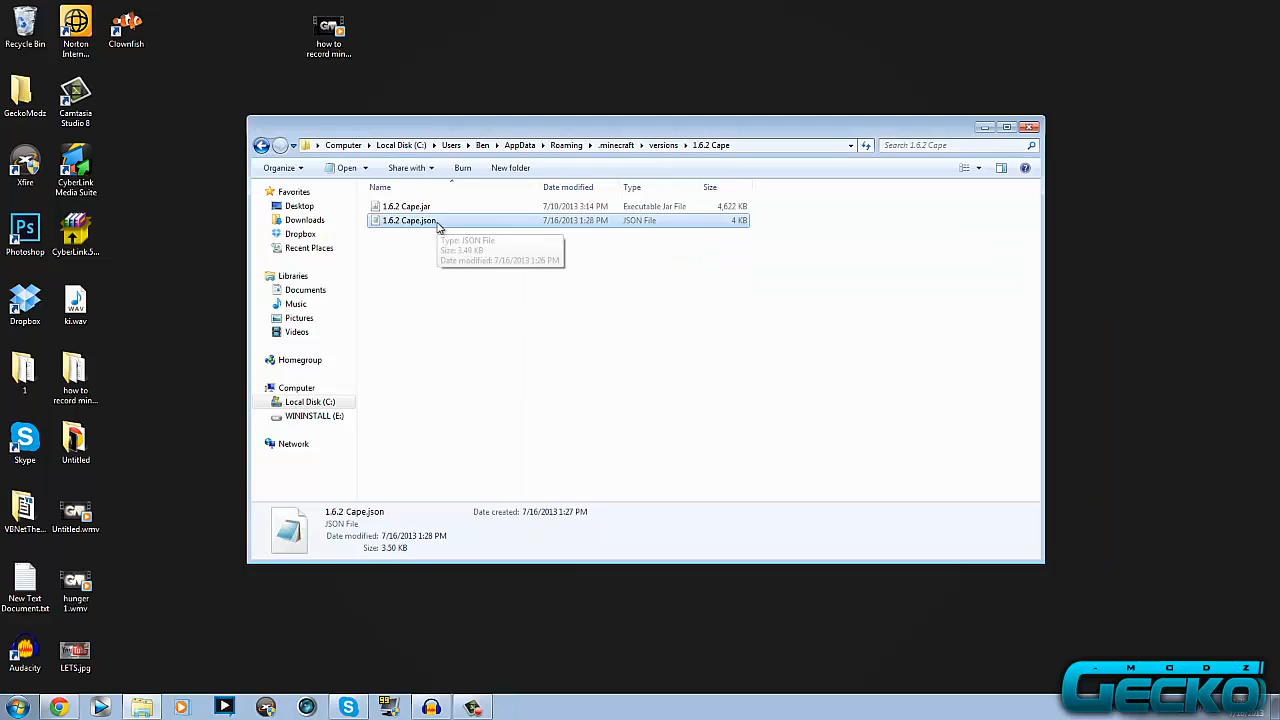 Recycle Bin
Norton
Intern...
Clownfish
GW
how to
record min...
GeckoModz
Camtasia
Studio 8
Xfire
CyberLink
Media Suite
Ps
Photoshop
CyberLink.5...
Dropbox
WAV
ki.wav
1
how to
record min...
Skype
Untitled
VBNetThe...
Untitled.wmv
New Text
Document.txt
hunger
1.wmv
Audacity
LETS.jpg
Computer
Local Disk (C:)
Users
Ben
AppData
Roaming
.minecraft
versions
1.6.2 Cape
Search 1.6.2 Cape
Organize
Open
Share with
Burn
New folder
Name
Date modified
Type
Size
1.6.2 Cape.jar
7/10/2013 3:14 PM
Executable Jar File
4,622 KB
1.6.2 Cape.json
7/16/2013 1:28 PM
JSON File
4 KB
Type: JSON File
Size: 3.49 KB
Date modified: 7/16/2013 1:26 PM
Favorites
Desktop
Downloads
Dropbox
Recent Places
Libraries
Documents
Music
Pictures
Videos
Homegroup
Computer
Local Disk (C:)
WININSTALL (E:)
Network
1.6.2 Cape.json
JSON File
Date modified: 7/16/2013 1:28 PM
Size: 3.50 KB
Date created: 7/16/2013 1:27 PM
- MODZ
GECKO